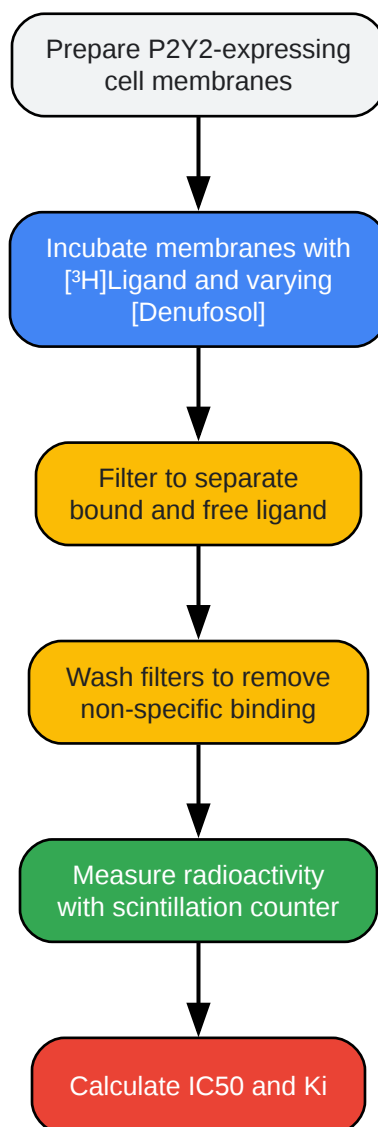 Prepare P2Y2-expressing
cell membranes
Incubate membranes with
[³H]Ligand and varying
[Denufosol]
Filter to separate
bound and free ligand
Wash filters to remove
non-specific binding
Measure radioactivity
with scintillation counter
Calculate IC50 and Ki